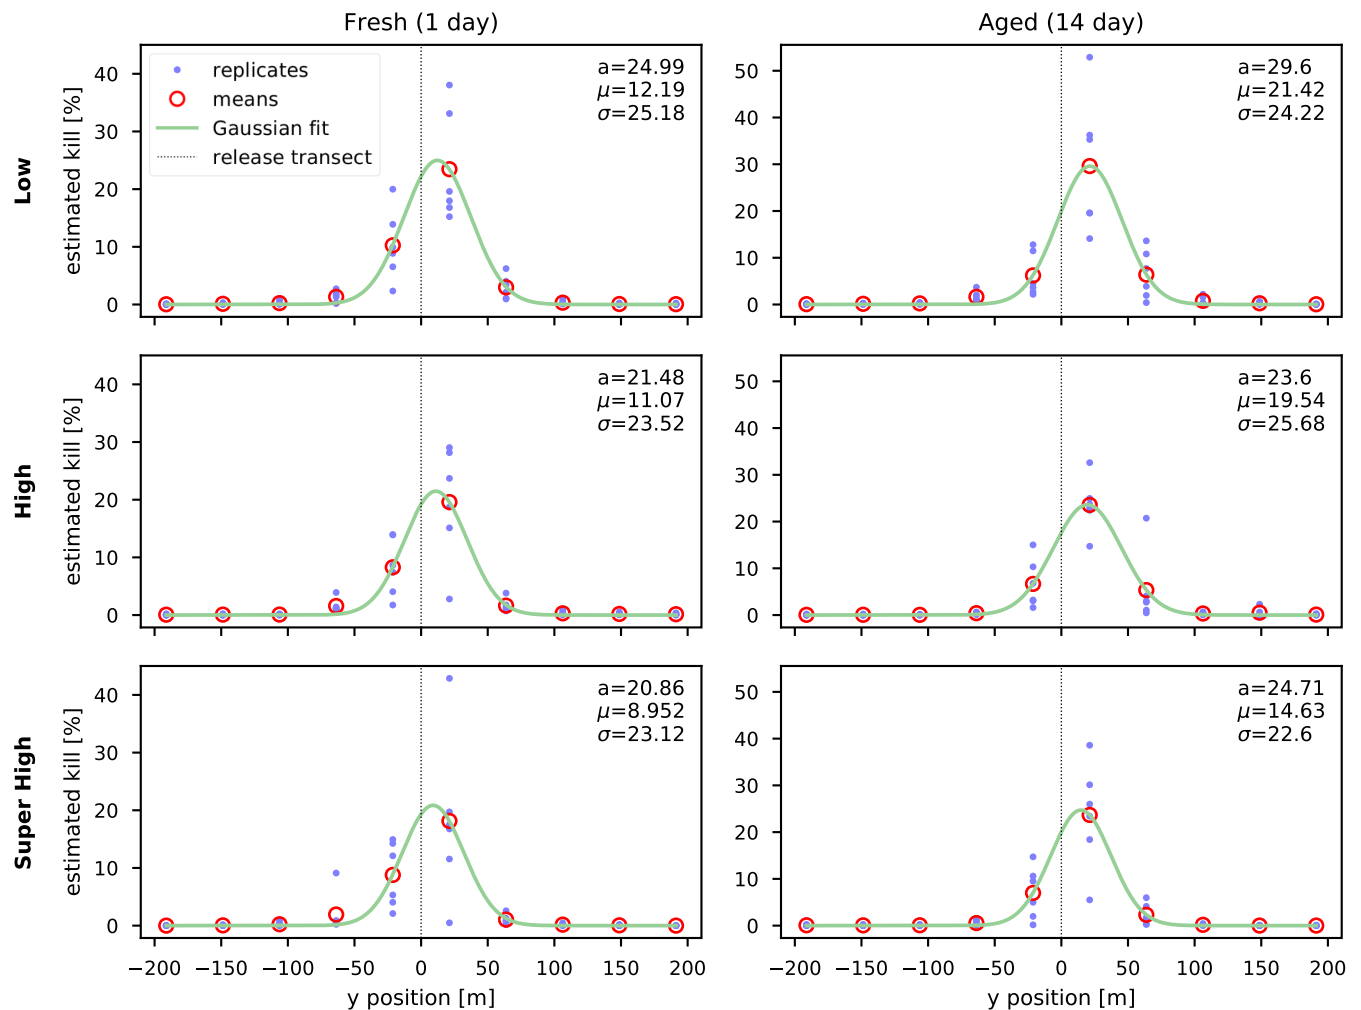 Fresh (1 day)
Aged (14 day)
Low
estimated kill [%]
40
30
20
10
0
replicates
means
Gaussian fit
release transect
a=24.99
μ=12.19
σ=25.18
50
40
30
20
10
0
a=29.6
μ=21.42
σ=24.22
High
estimated kill [%]
40
30
20
10
0
a=21.48
μ=11.07
σ=23.52
50
40
30
20
10
0
a=23.6
μ=19.54
σ=25.68
Super High
estimated kill [%]
40
30
20
10
0
a=20.86
μ=8.952
σ=23.12
50
40
30
20
10
0
a=24.71
μ=14.63
σ=22.6
−200 −150 −100 −50 0 50 100 150 200
−200 −150 −100 −50 0 50 100 150 200
y position [m]
y position [m]